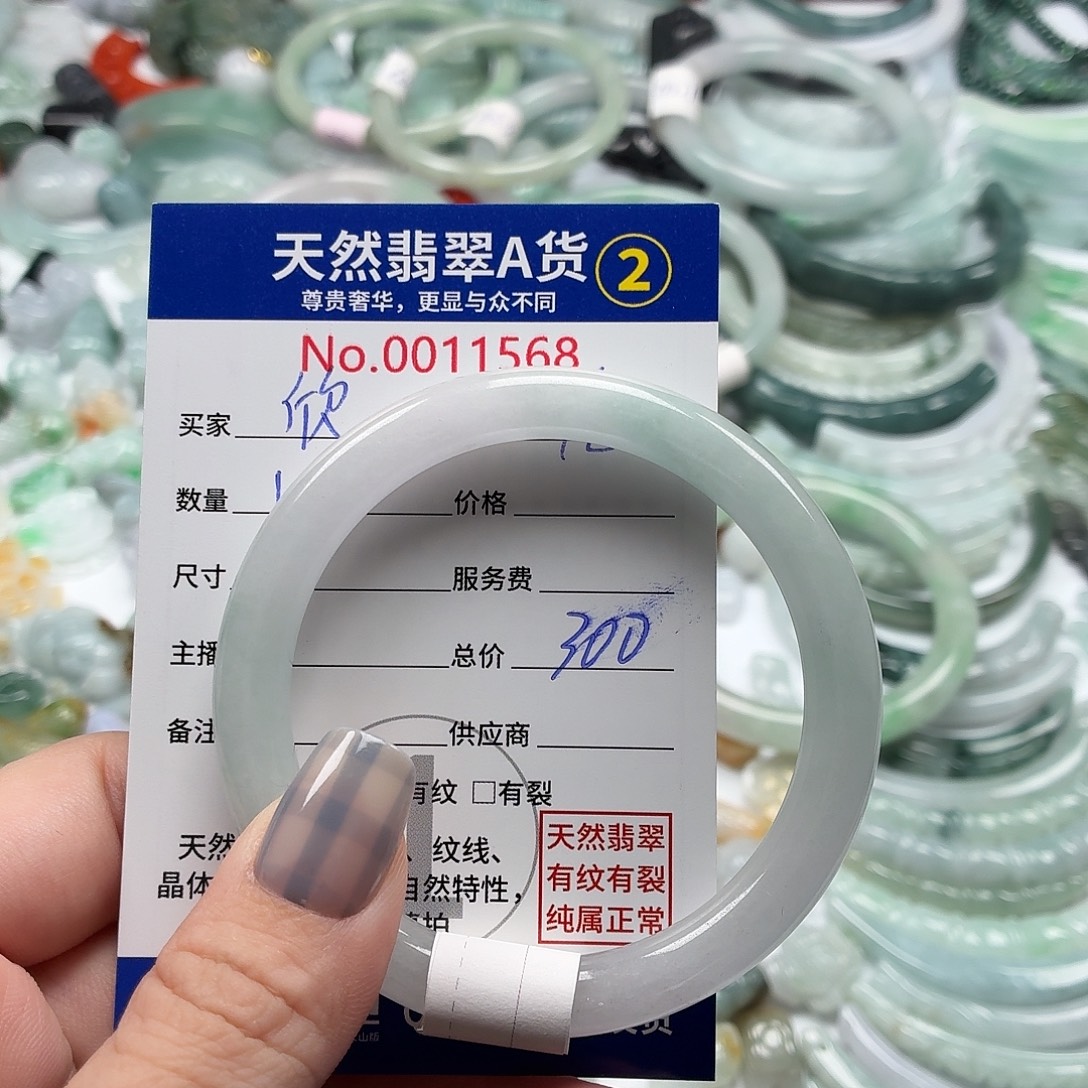 天然翡翠A货 2
尊贵奢华，更显与众不同
No.0011568
买家 欣
数量 价格
尺寸 服务费
主播 总价 300
备注 供应商
有纹 □有裂
天然 、纹线、
晶体 自然特性，
天然翡翠
有纹有裂
纯属正常